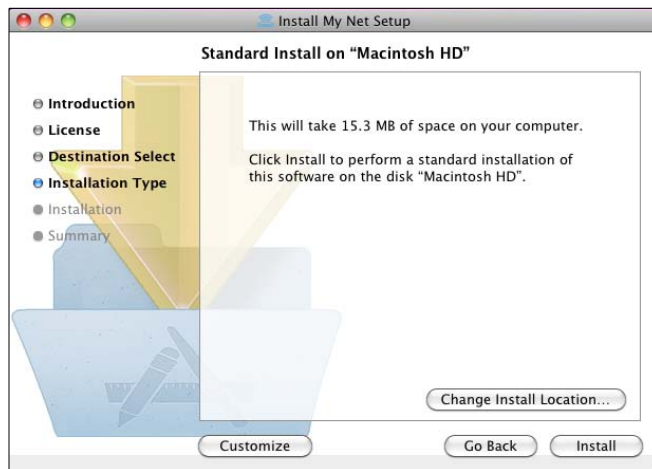 Install My Net Setup
Standard Install on “Macintosh HD”
Introduction
License
Destination Select
Installation Type
Installation
Summary
This will take 15.3 MB of space on your computer.
Click Install to perform a standard installation of
this software on the disk “Macintosh HD”.
Change Install Location...
Customize
Go Back
Install